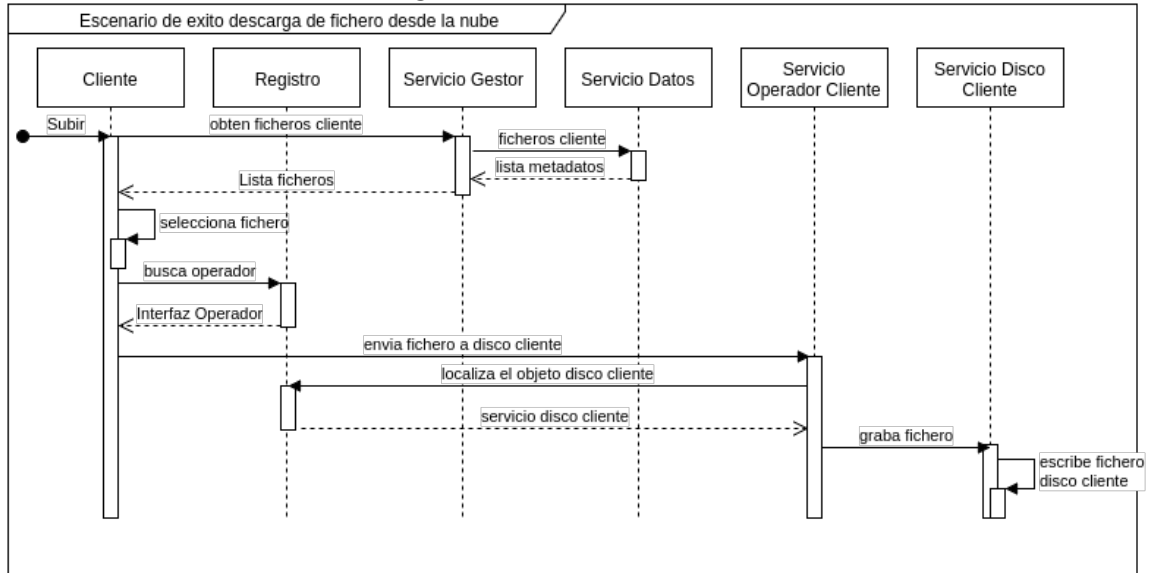 Escenario de exito descarga de fichero desde la nube
Cliente
Registro
Servicio Gestor
Servicio Datos
Servicio
Operador Cliente
Servicio Disco
Cliente
Subir
obten ficheros cliente
ficheros cliente
lista metadatos
Lista ficheros
selecciona fichero
busca operador
Interfaz Operador
envia fichero a disco cliente
localiza el objeto disco cliente
servicio disco cliente
graba fichero
escribe fichero
disco cliente